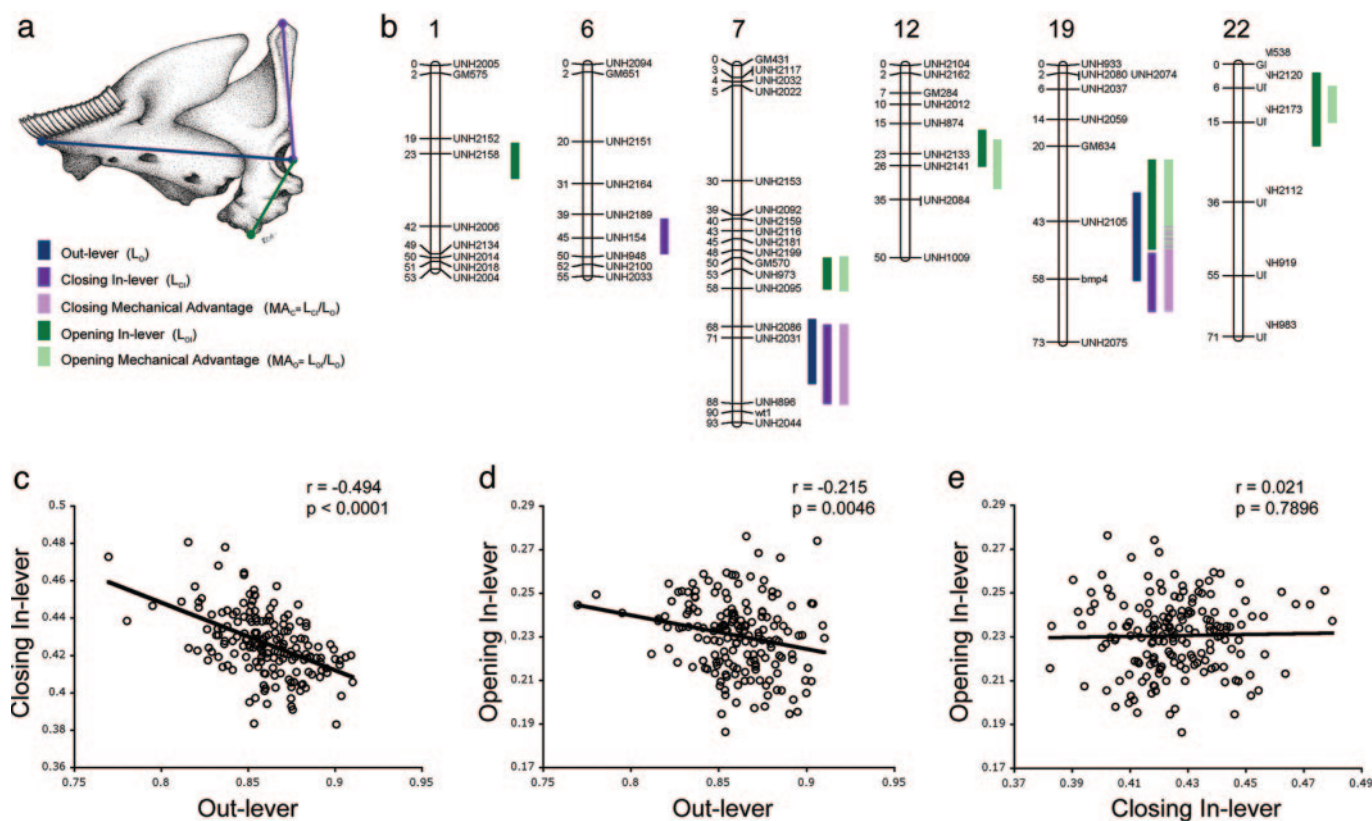 a
b
Out-lever (Lo)
Closing In-lever (Lci)
Closing Mechanical Advantage (MAc= Lci/Lo)
Opening In-lever (Loi)
Opening Mechanical Advantage (MAo= Loi/Lo)
1
0 UNH2005
2 GM575
19 UNH2152
23 UNH2158
42 UNH2006
49 UNH2134
50 UNH2014
51 UNH2018
53 UNH2004
6
0 UNH2094
2 GM651
20 UNH2151
31 UNH2164
39 UNH2189
45 UNH154
50 UNH948
52 UNH2100
55 UNH2033
7
0 GM431
3 UNH2117
4 UNH2032
5 UNH2022
30 UNH2153
39 UNH2092
40 UNH2159
43 UNH2116
45 UNH2181
48 UNH2199
50 GM570
53 UNH973
58 UNH2095
68 UNH2086
71 UNH2031
88 UNH896
90 wt1
93 UNH2044
12
0 UNH2104
2 UNH2162
7 GM284
10 UNH2012
15 UNH874
23 UNH2133
26 UNH2141
35 UNH2084
50 UNH1009
19
0 UNH933
2 UNH2080 UNH2074
6 UNH2037
14 UNH2059
20 GM634
43 UNH2105
58 bmp4
73 UNH2075
22
M538
0 GI
NH2120
6 UI
NH2173
15 UI
NH2112
36 UI
NH919
55 UI
NH983
71 UI
c
r = -0.494
p < 0.0001
Closing In-lever
0.5
0.48
0.46
0.44
0.42
0.4
0.38
0.36
0.75 0.8 0.85 0.9 0.95
Out-lever
d
r = -0.215
p = 0.0046
Opening In-lever
0.29
0.27
0.25
0.23
0.21
0.19
0.17
0.75 0.8 0.85 0.9 0.95
Out-lever
e
r = 0.021
p = 0.7896
Opening In-lever
0.29
0.27
0.25
0.23
0.21
0.19
0.17
0.37 0.39 0.41 0.43 0.45 0.47 0.49
Closing In-lever